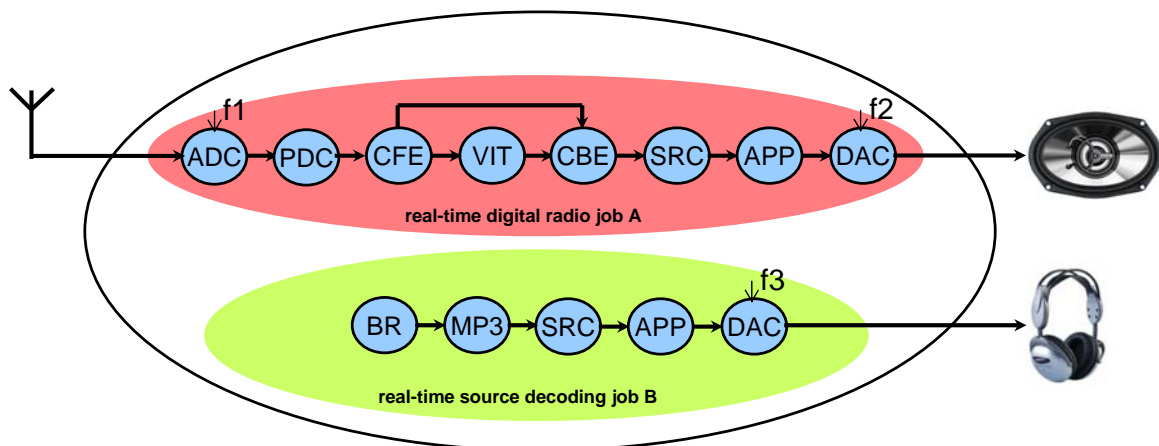 f1
f2
ADC PDC CFE VIT CBE SRC APP DAC
real-time digital radio job A
f3
BR MP3 SRC APP DAC
real-time source decoding job B